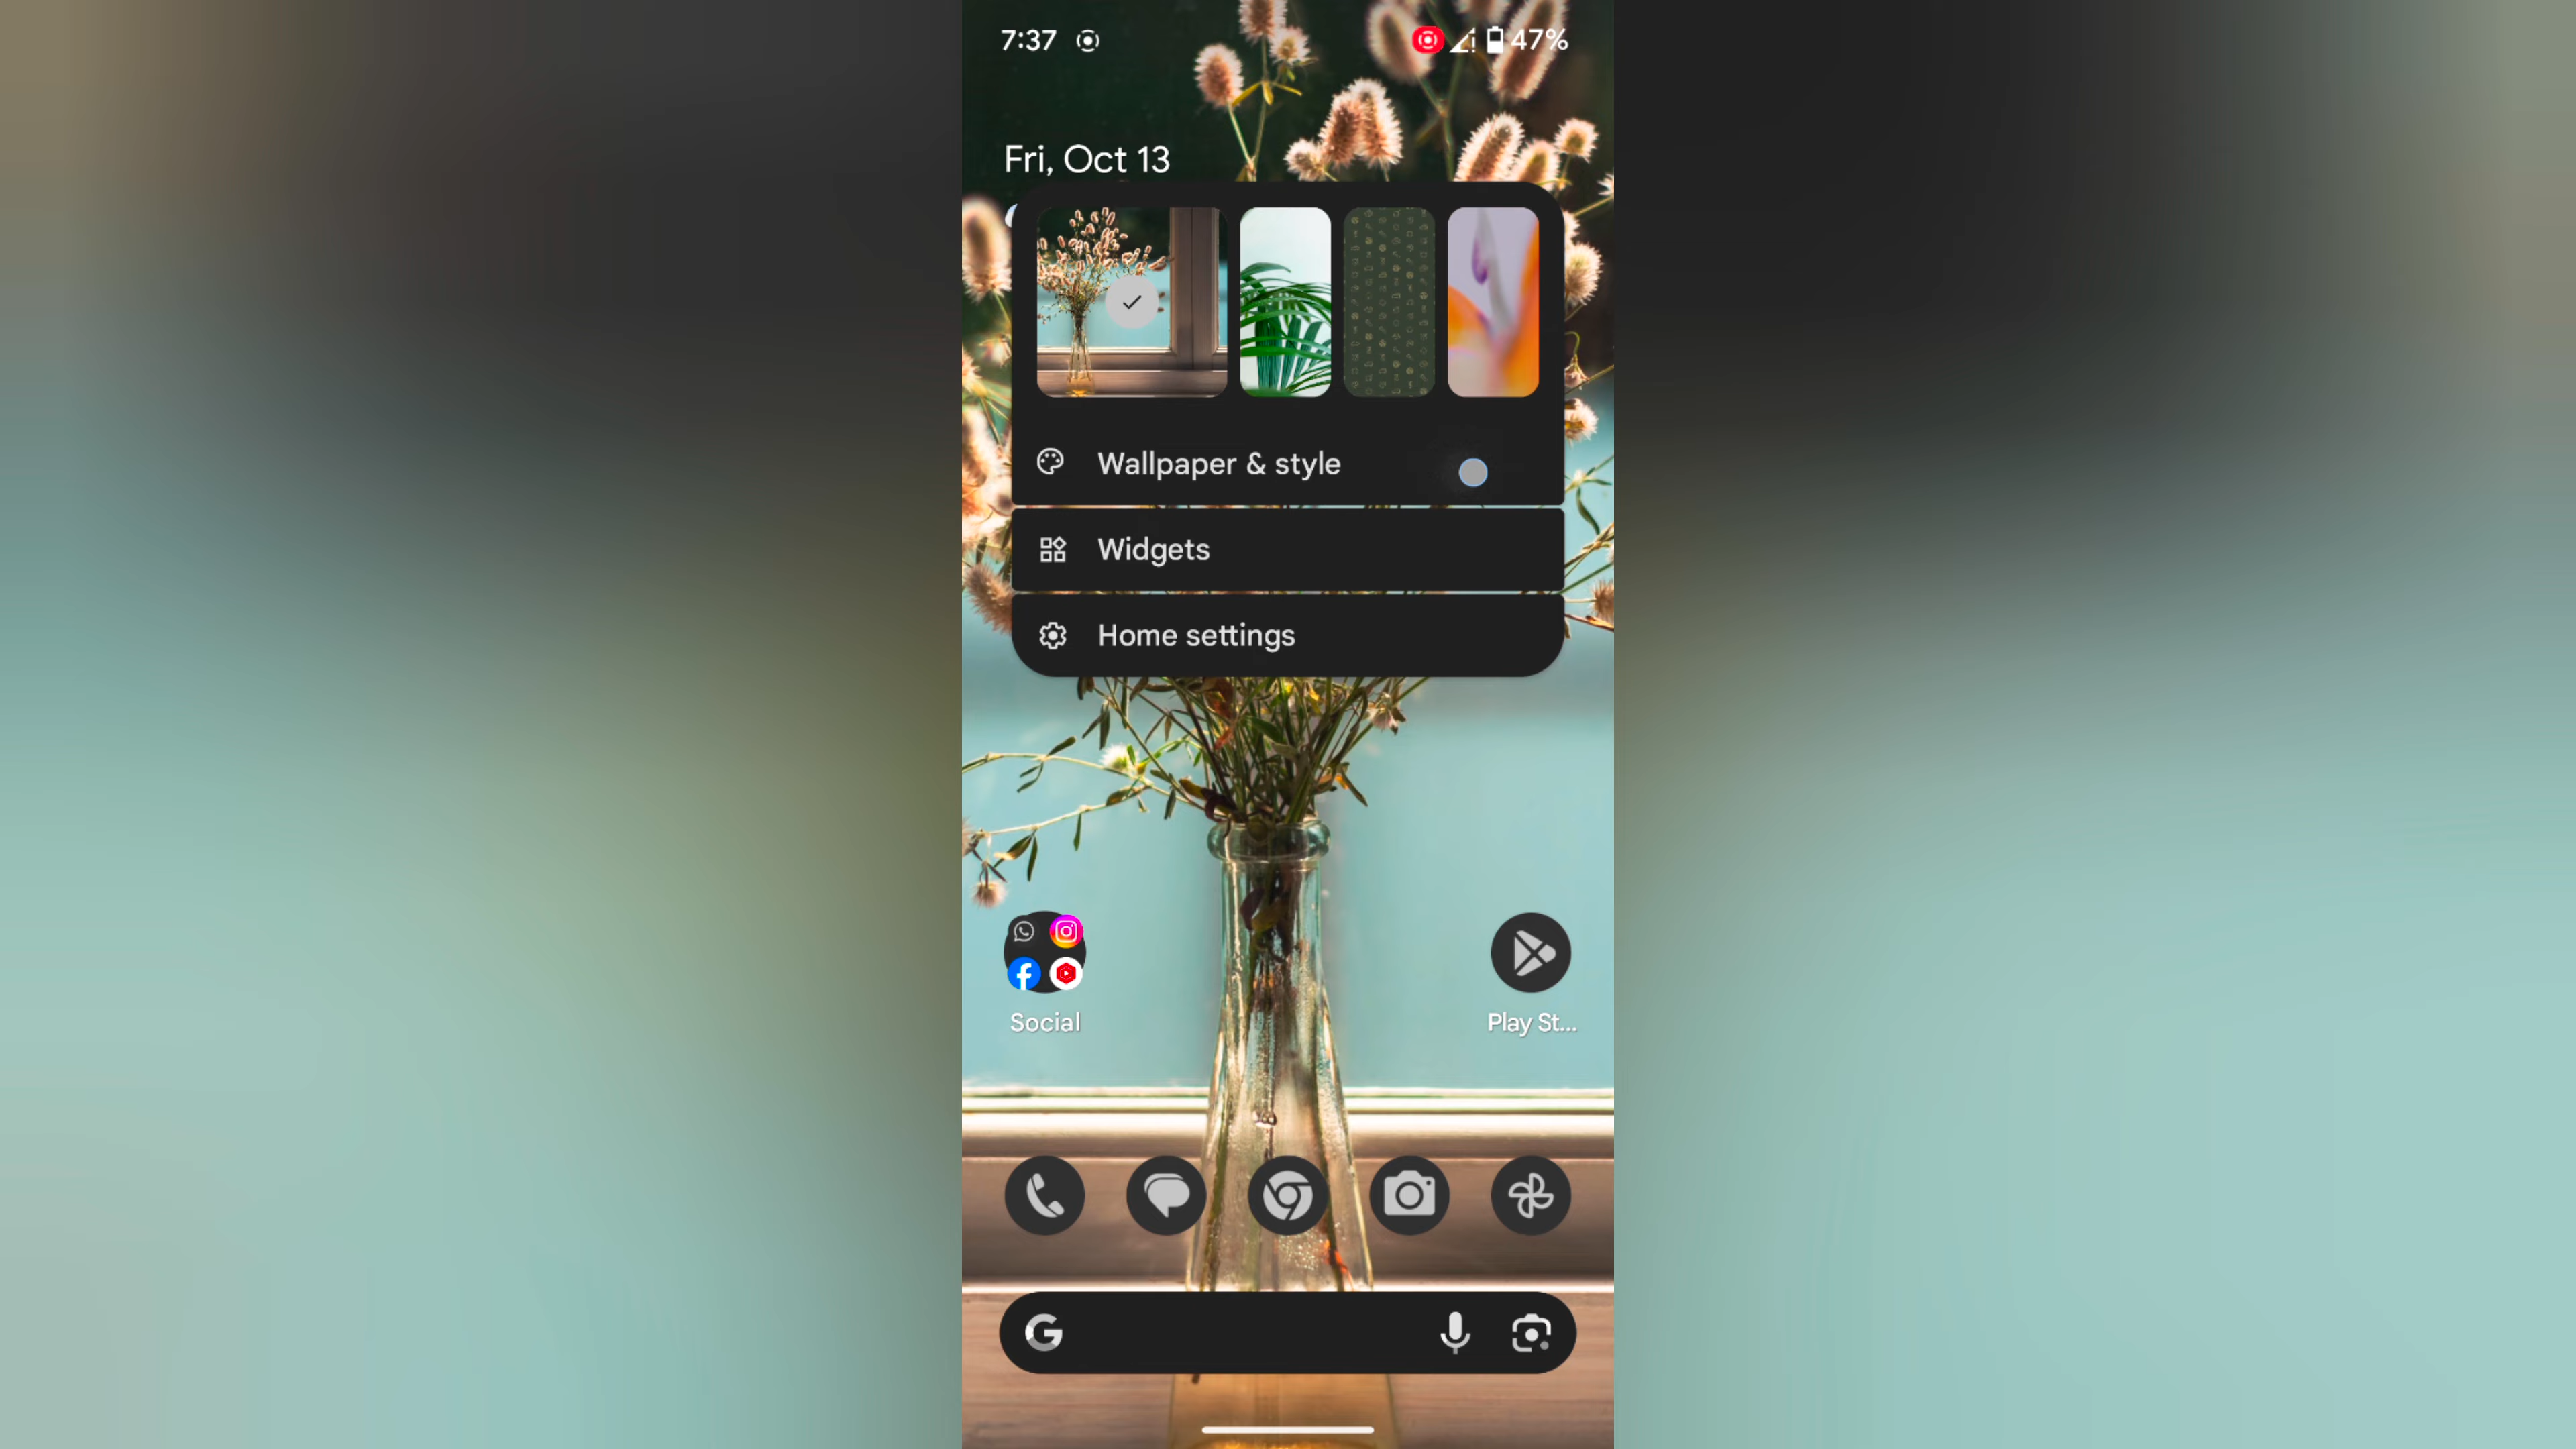 7:37 47%
Fri, Oct 13
Wallpaper & style
Widgets
Home settings
Social
Play St...